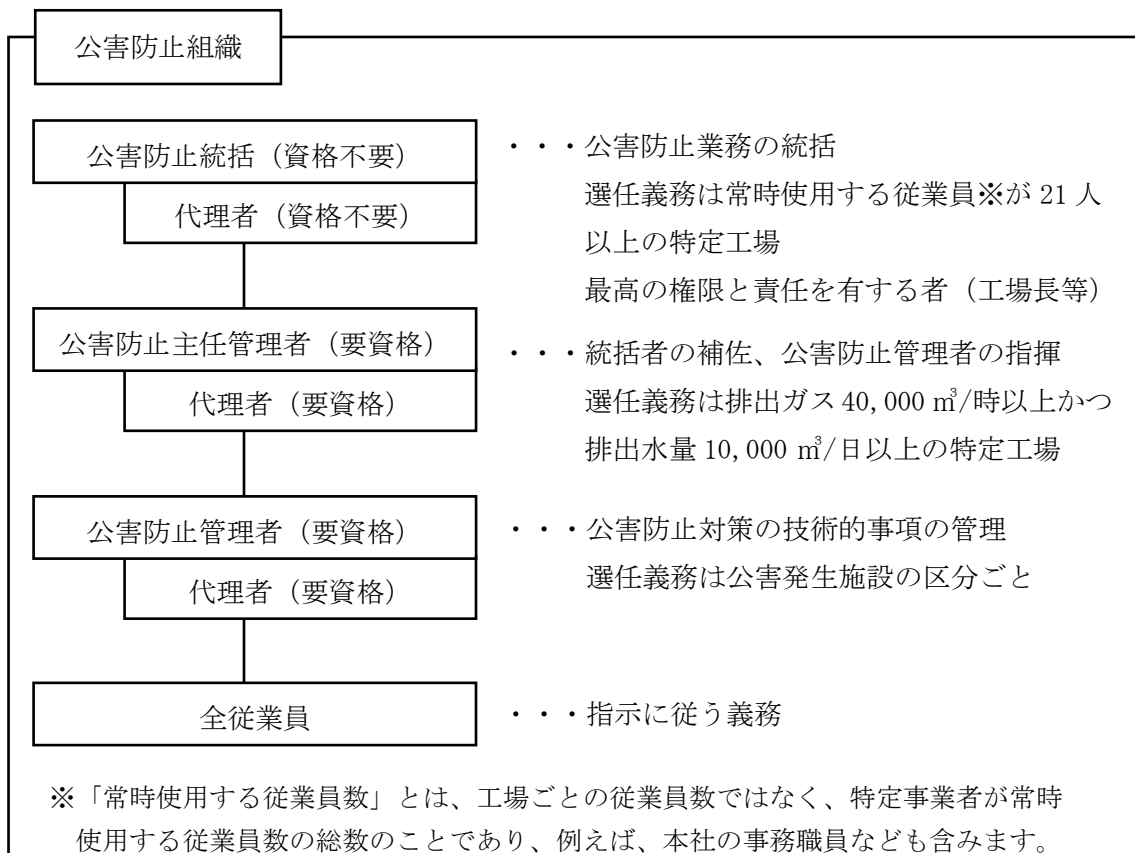 公害防止組織
公害防止統括（資格不要）
代理者（資格不要）
・・・公害防止業務の統括
選任義務は常時使用する従業員※が 21 人
以上の特定工場
最高の権限と責任を有する者（工場長等）
公害防止主任管理者（要資格）
代理者（要資格）
・・・統括者の補佐、公害防止管理者の指揮
選任義務は排出ガス 40,000 ㎥/時以上かつ
排出水量 10,000 ㎥/日以上の特定工場
公害防止管理者（要資格）
代理者（要資格）
・・・公害防止対策の技術的事項の管理
選任義務は公害発生施設の区分ごと
全従業員
・・・指示に従う義務
※「常時使用する従業員数」とは、工場ごとの従業員数ではなく、特定事業者が常時
使用する従業員数の総数のことであり、例えば、本社の事務職員なども含みます。